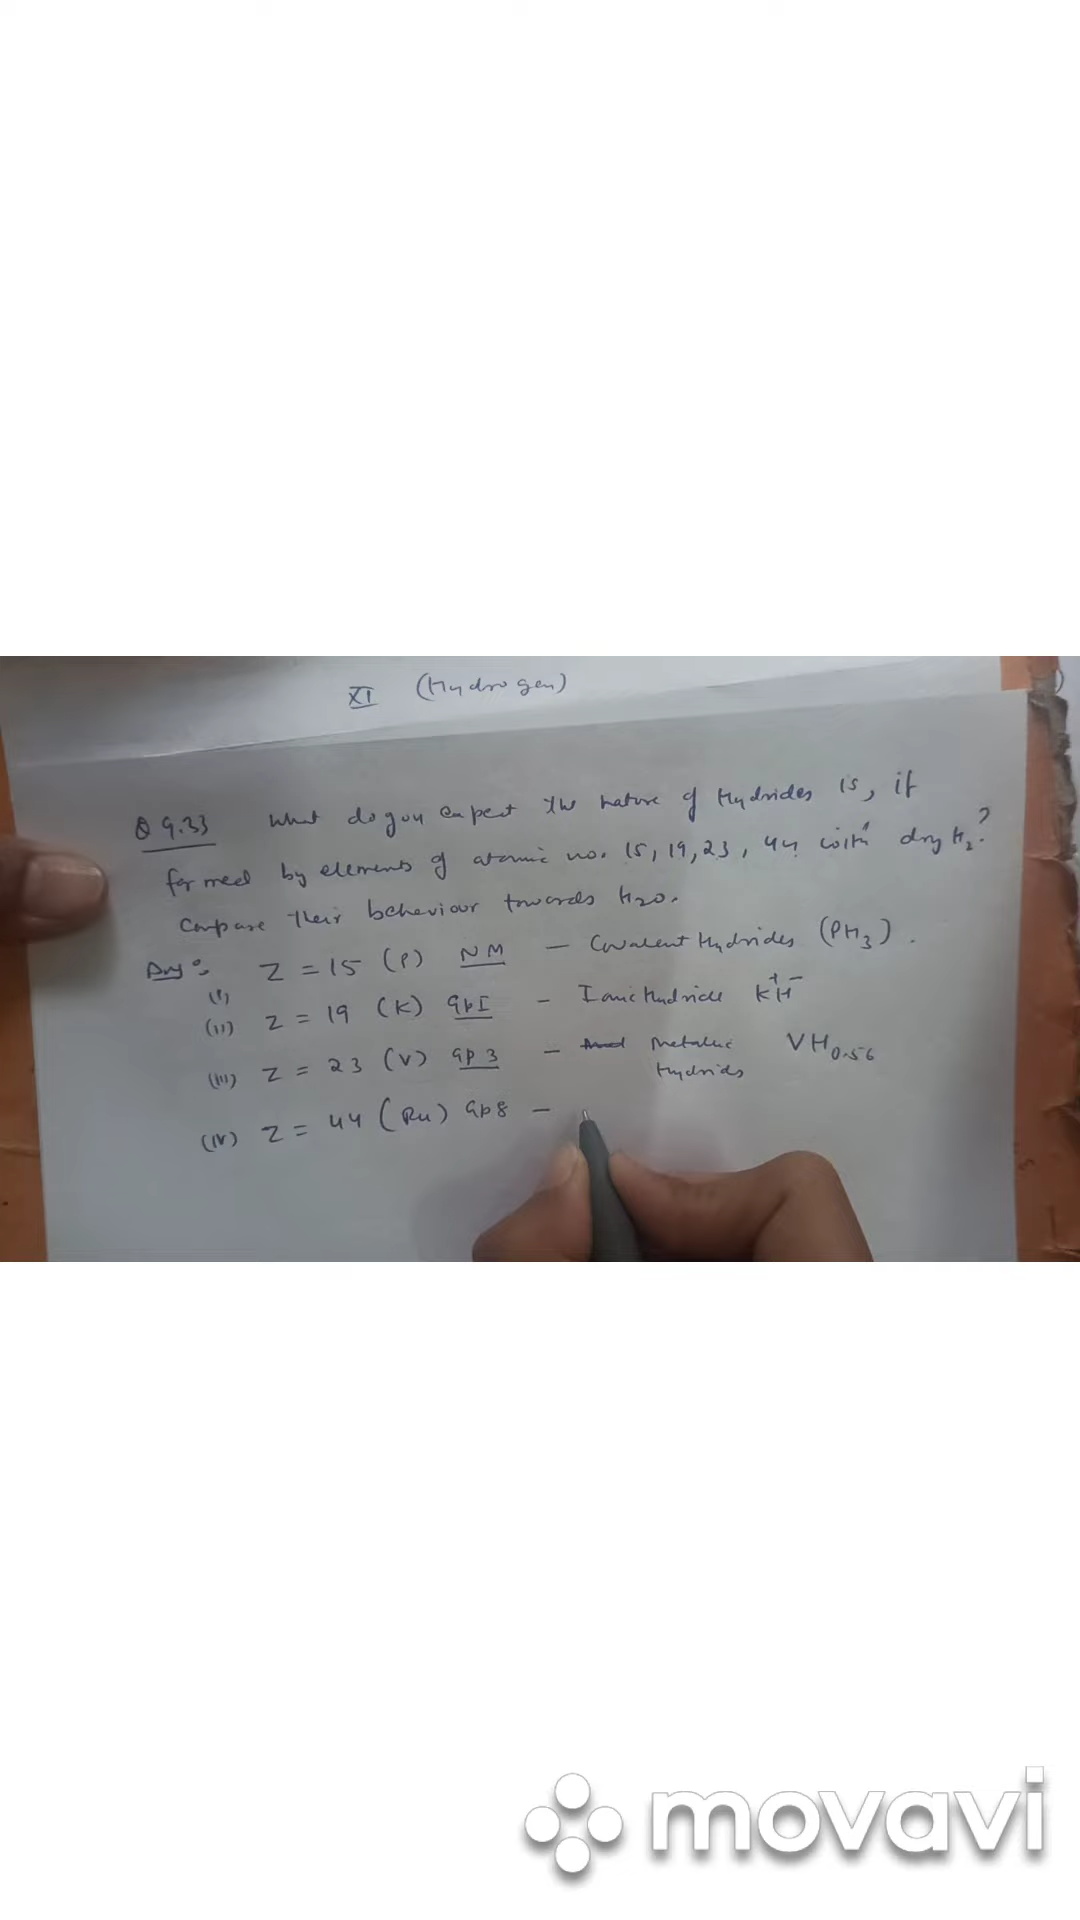 XI (Hydrogen)
Q 9.33 What do you expect the nature of Hydrides is, if
formed by elements of atomic no. 15, 19, 23, 44 with dry H₂?
Compare their behaviour towards H₂O.
Ans:
(i) Z = 15 (P) NM — Covalent Hydrides (PH₃).
(ii) Z = 19 (K) Gp I - Ionic Hydride K⁺H⁻
(iii) Z = 23 (V) Gp 3 - Metallic VH₀.₅₆
Hydrids
(iv) Z = 44 (Ru) Gp 8 —
movavi